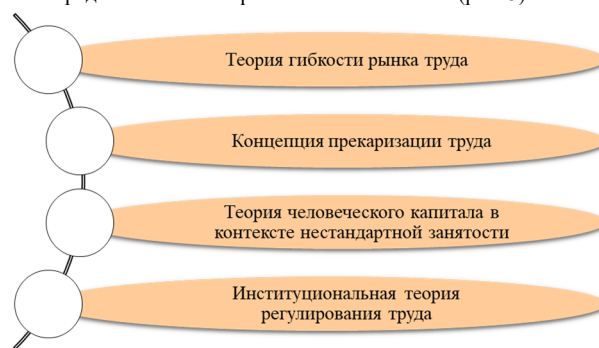 Теория гибкости рынка труда
Концепция прекаризации труда
Теория человеческого капитала в
контексте нестандартной занятости
Институциональная теория
регулирования труда